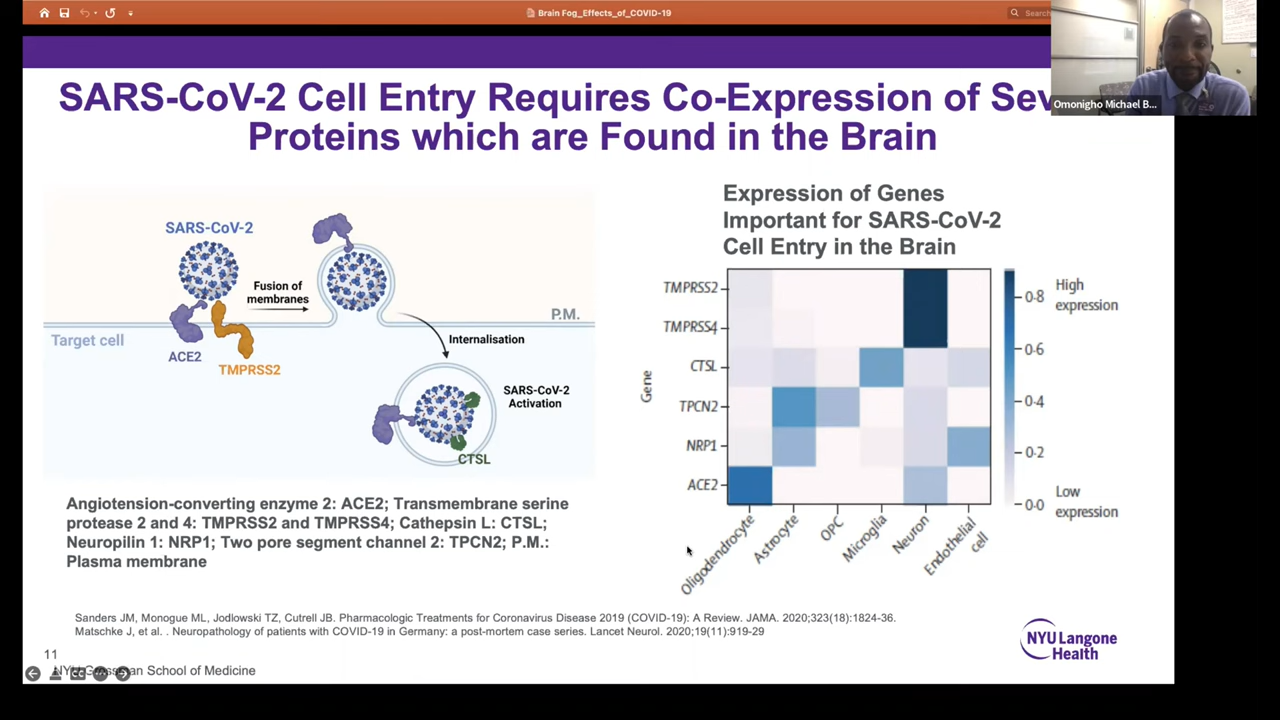 Brain Fog_Effects_of_COVID-19
Search
Omonigho Michael B...
SARS-CoV-2 Cell Entry Requires Co-Expression of Sev
Proteins which are Found in the Brain
SARS-CoV-2
Fusion of
membranes
P.M.
Target cell
ACE2
TMPRSS2
Internalisation
SARS-CoV-2
Activation
CTSL
Expression of Genes
Important for SARS-CoV-2
Cell Entry in the Brain
Gene
TMPRSS2
TMPRSS4
CTSL
TPCN2
NRP1
ACE2
Oligodendrocyte
Astrocyte
OPC
Microglia
Neuron
Endothelial
cell
0·8
0·6
0·4
0·2
0·0
High
expression
Low
expression
Angiotension-converting enzyme 2: ACE2; Transmembrane serine
protease 2 and 4: TMPRSS2 and TMPRSS4; Cathepsin L: CTSL;
Neuropilin 1: NRP1; Two pore segment channel 2: TPCN2; P.M.:
Plasma membrane
Sanders JM, Monogue ML, Jodlowski TZ, Cutrell JB. Pharmacologic Treatments for Coronavirus Disease 2019 (COVID-19): A Review. JAMA. 2020;323(18):1824-36.
Matschke J, et al. . Neuropathology of patients with COVID-19 in Germany: a post-mortem case series. Lancet Neurol. 2020;19(11):919-29
NYU Langone
Health
11
NYU Grossman School of Medicine